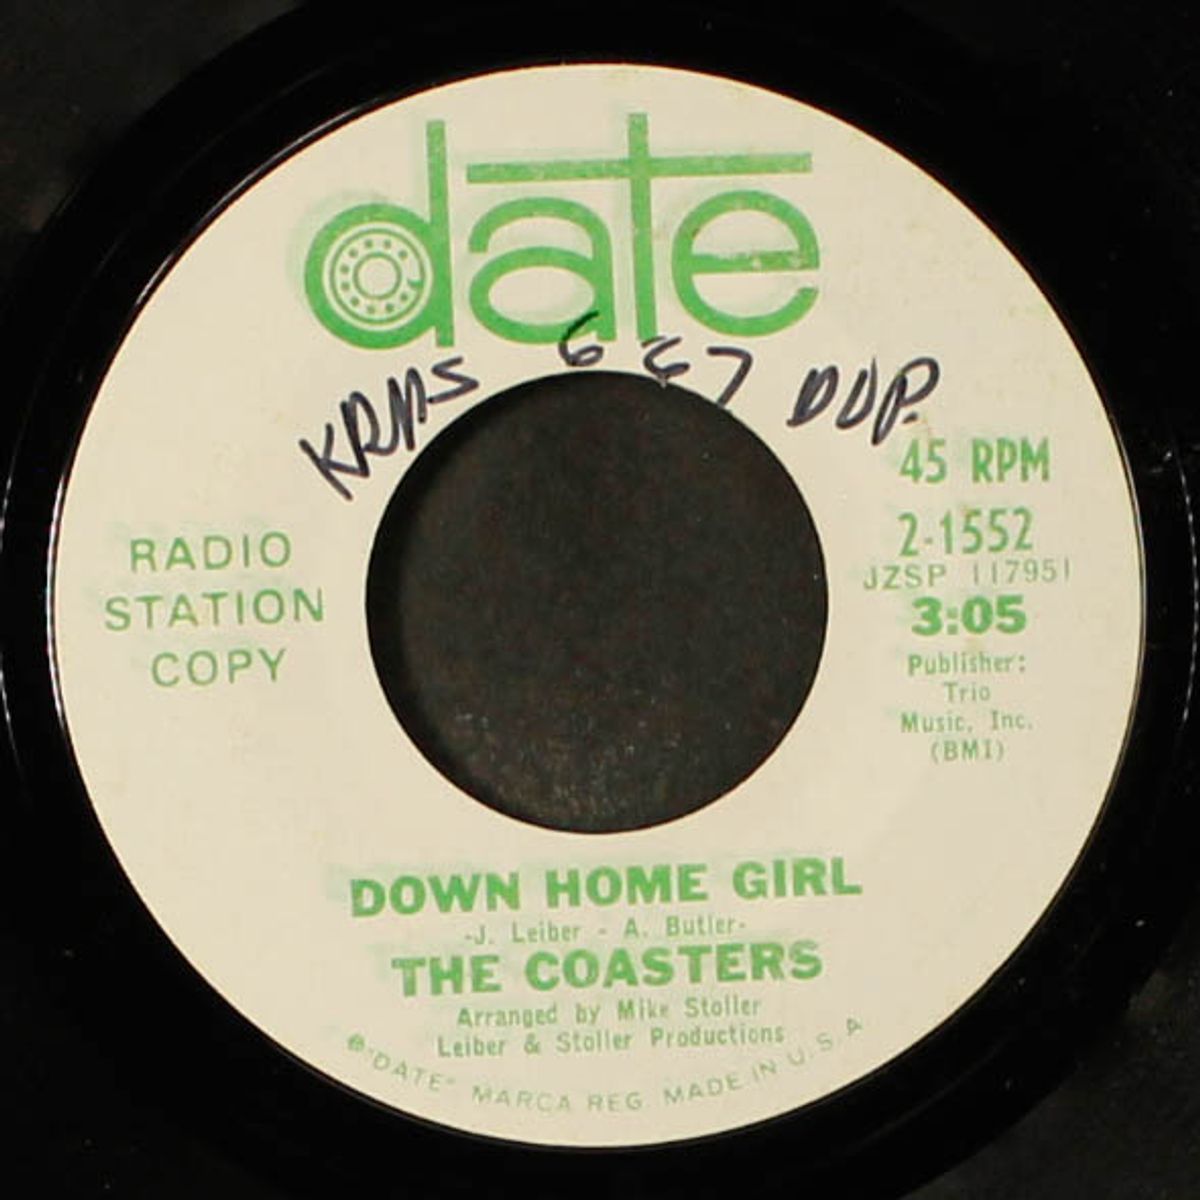 date
KRMS 6 67 DUP.
45 RPM
2-1552
JZSP 117951
3:05
Publisher:
Trio
Music, Inc.
(BMI)
RADIO
STATION
COPY
DOWN HOME GIRL
-J. Leiber - A. Butler-
THE COASTERS
Arranged by Mike Stoller
Leiber & Stoller Productions
®"DATE" MARCA REG. MADE IN U.S.A